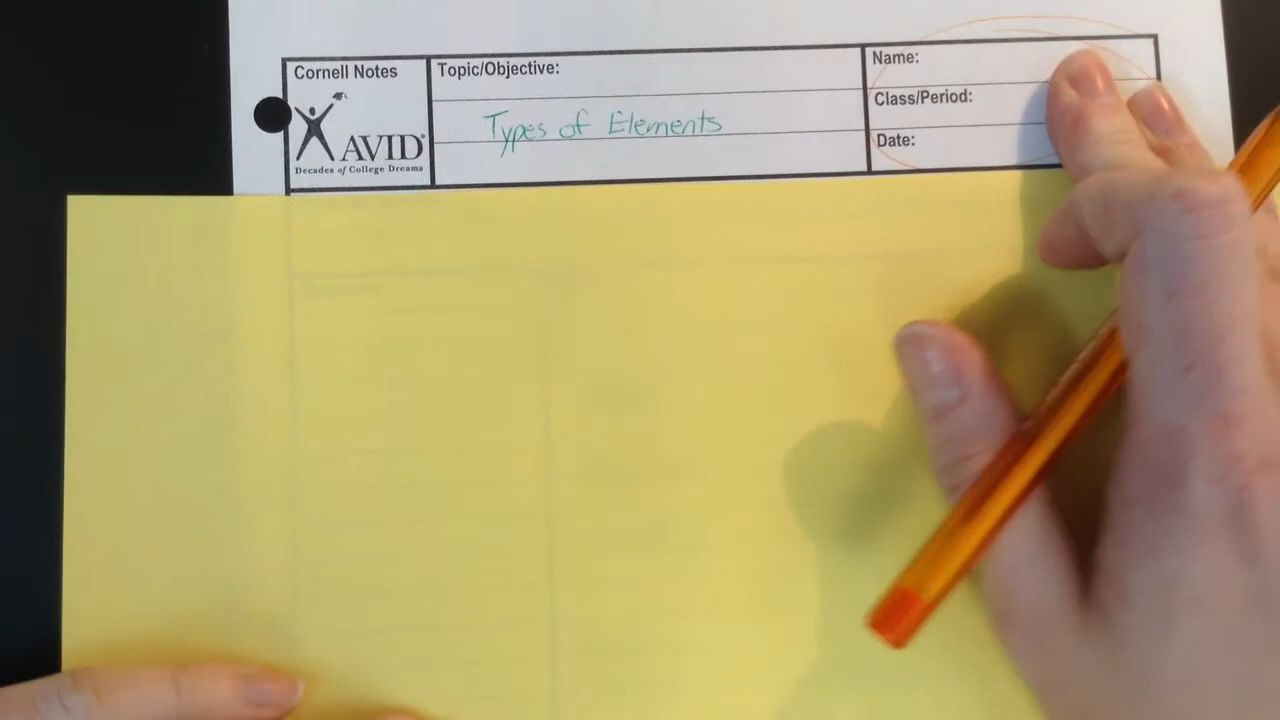 Cornell Notes
AVID®
Decades of College Dreams
Topic/Objective:
Types of Elements
Name:
Class/Period:
Date: